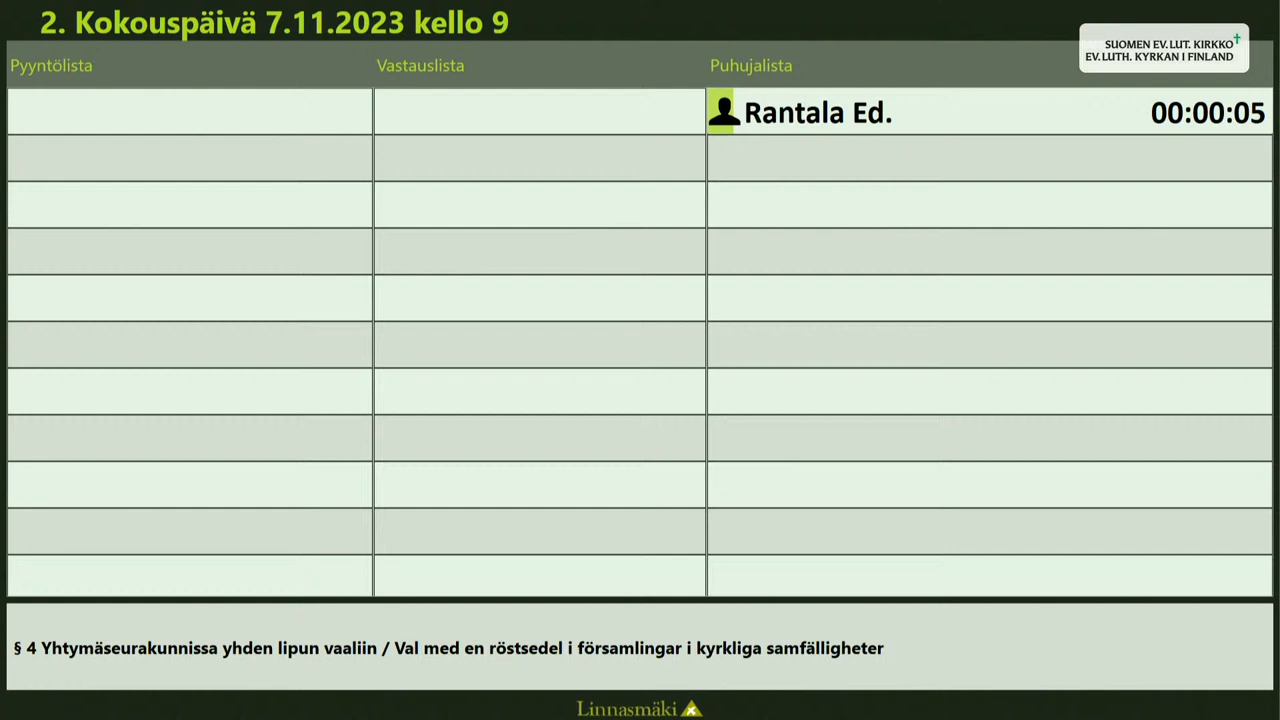 2. Kokouspäivä 7.11.2023 kello 9
SUOMEN EV. LUT. KIRKKO
EV. LUTH. KYRKAN I FINLAND
Pyyntölista Vastauslista Puhujalista
Rantala Ed. 00:00:05
§ 4 Yhtymäseurakunnissa yhden lipun vaaliin / Val med en röstsedel i församlingar i kyrkliga samfälligheter
Linnasmäki